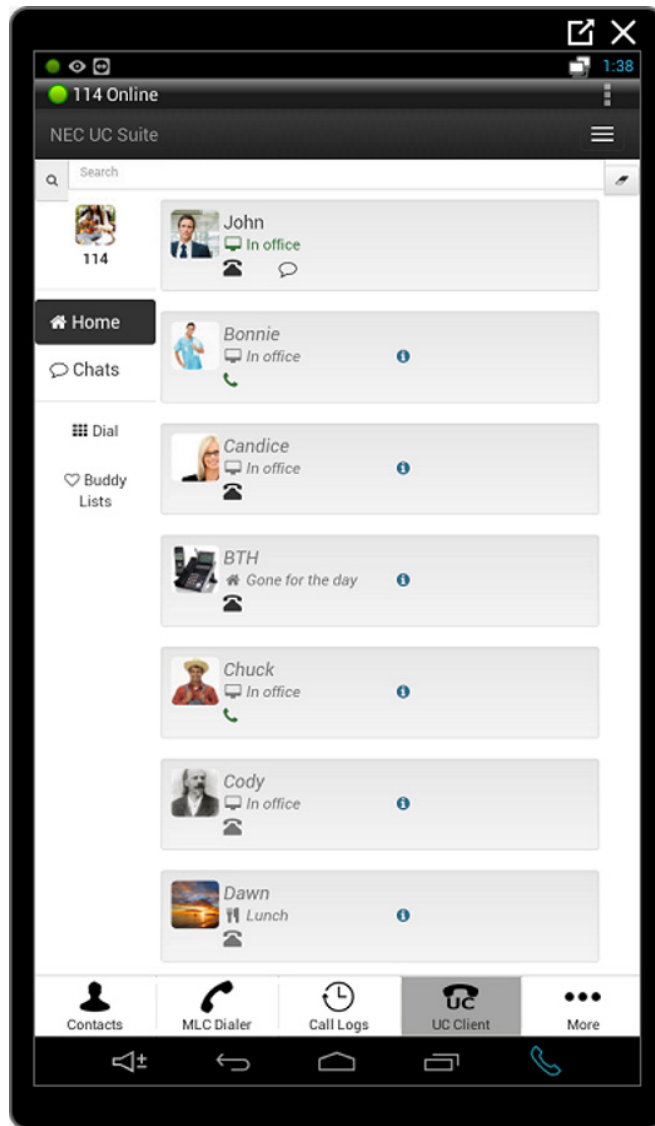 1:38
114 Online
NEC UC Suite
Search
114
Home
Chats
Dial
Buddy
Lists
John
In office
Bonnie
In office
Candice
In office
BTH
Gone for the day
Chuck
In office
Cody
In office
Dawn
Lunch
Contacts
MLC Dialer
Call Logs
UC
UC Client
More